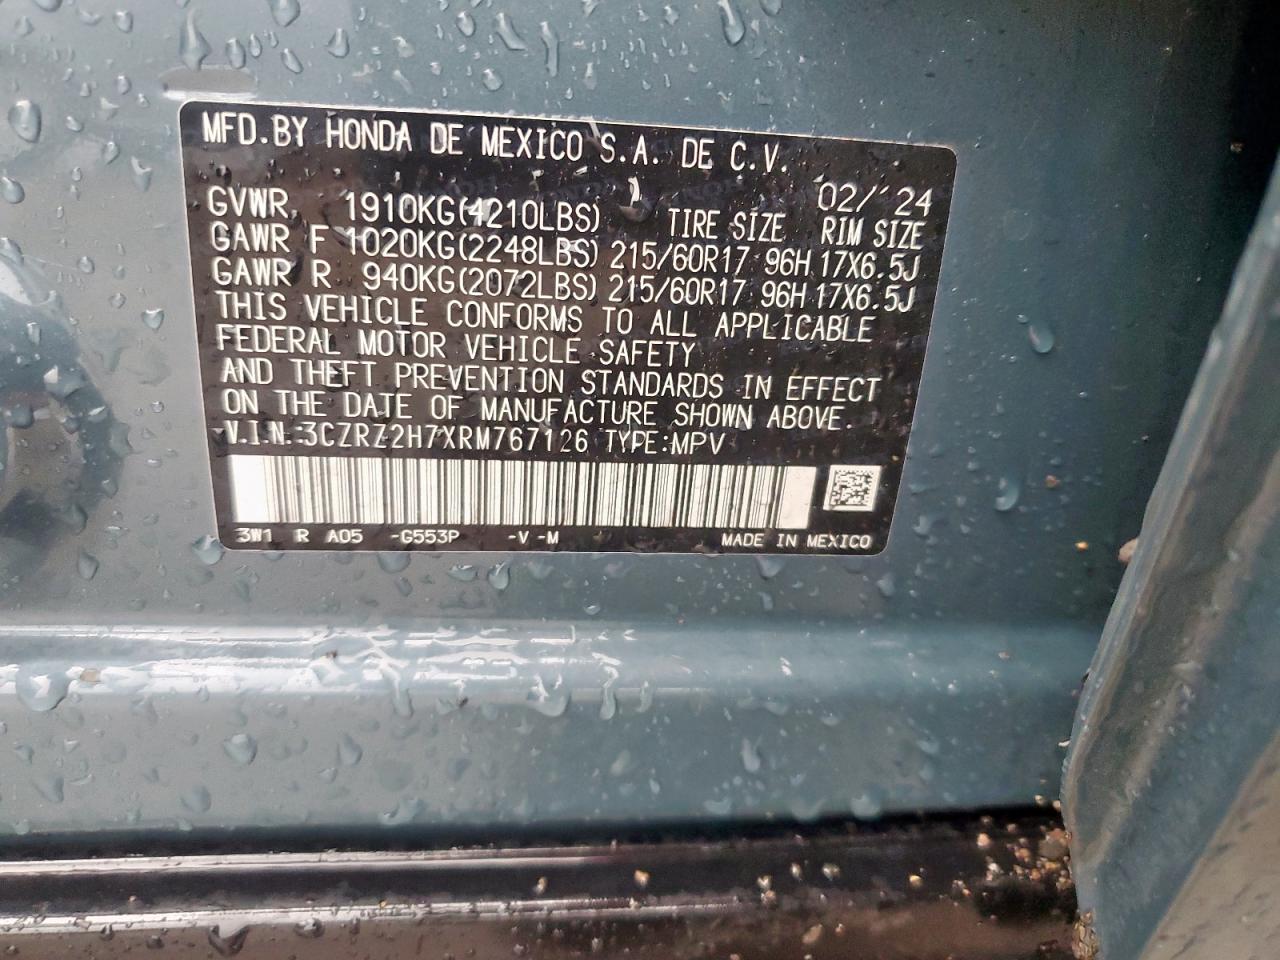 MFD.BY HONDA DE MEXICO S.A. DE C.V.
02/ 24
GVWR 1910KG(4210LBS) TIRE SIZE RIM SIZE
GAWR F 1020KG(2248LBS) 215/60R17 96H 17X6.5J
GAWR R 940KG(2072LBS) 215/60R17 96H 17X6.5J
THIS VEHICLE CONFORMS TO ALL APPLICABLE
FEDERAL MOTOR VEHICLE SAFETY
AND THEFT PREVENTION STANDARDS IN EFFECT
ON THE DATE OF MANUFACTURE SHOWN ABOVE.
V.I.N.:3CZRZ2H7XRM767126 TYPE:MPV
3W1 R A05 -G553P -V -M MADE IN MEXICO